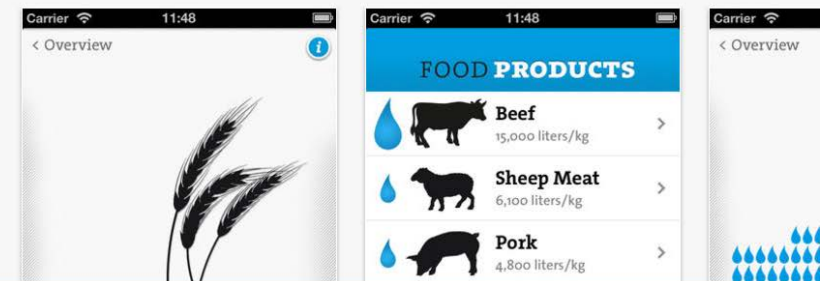 Carrier 11:48
< Overview
i
Carrier 11:48
FOOD PRODUCTS
Beef
15,000 liters/kg
Sheep Meat
6,100 liters/kg
Pork
4,800 liters/kg
Carrier
< Overview